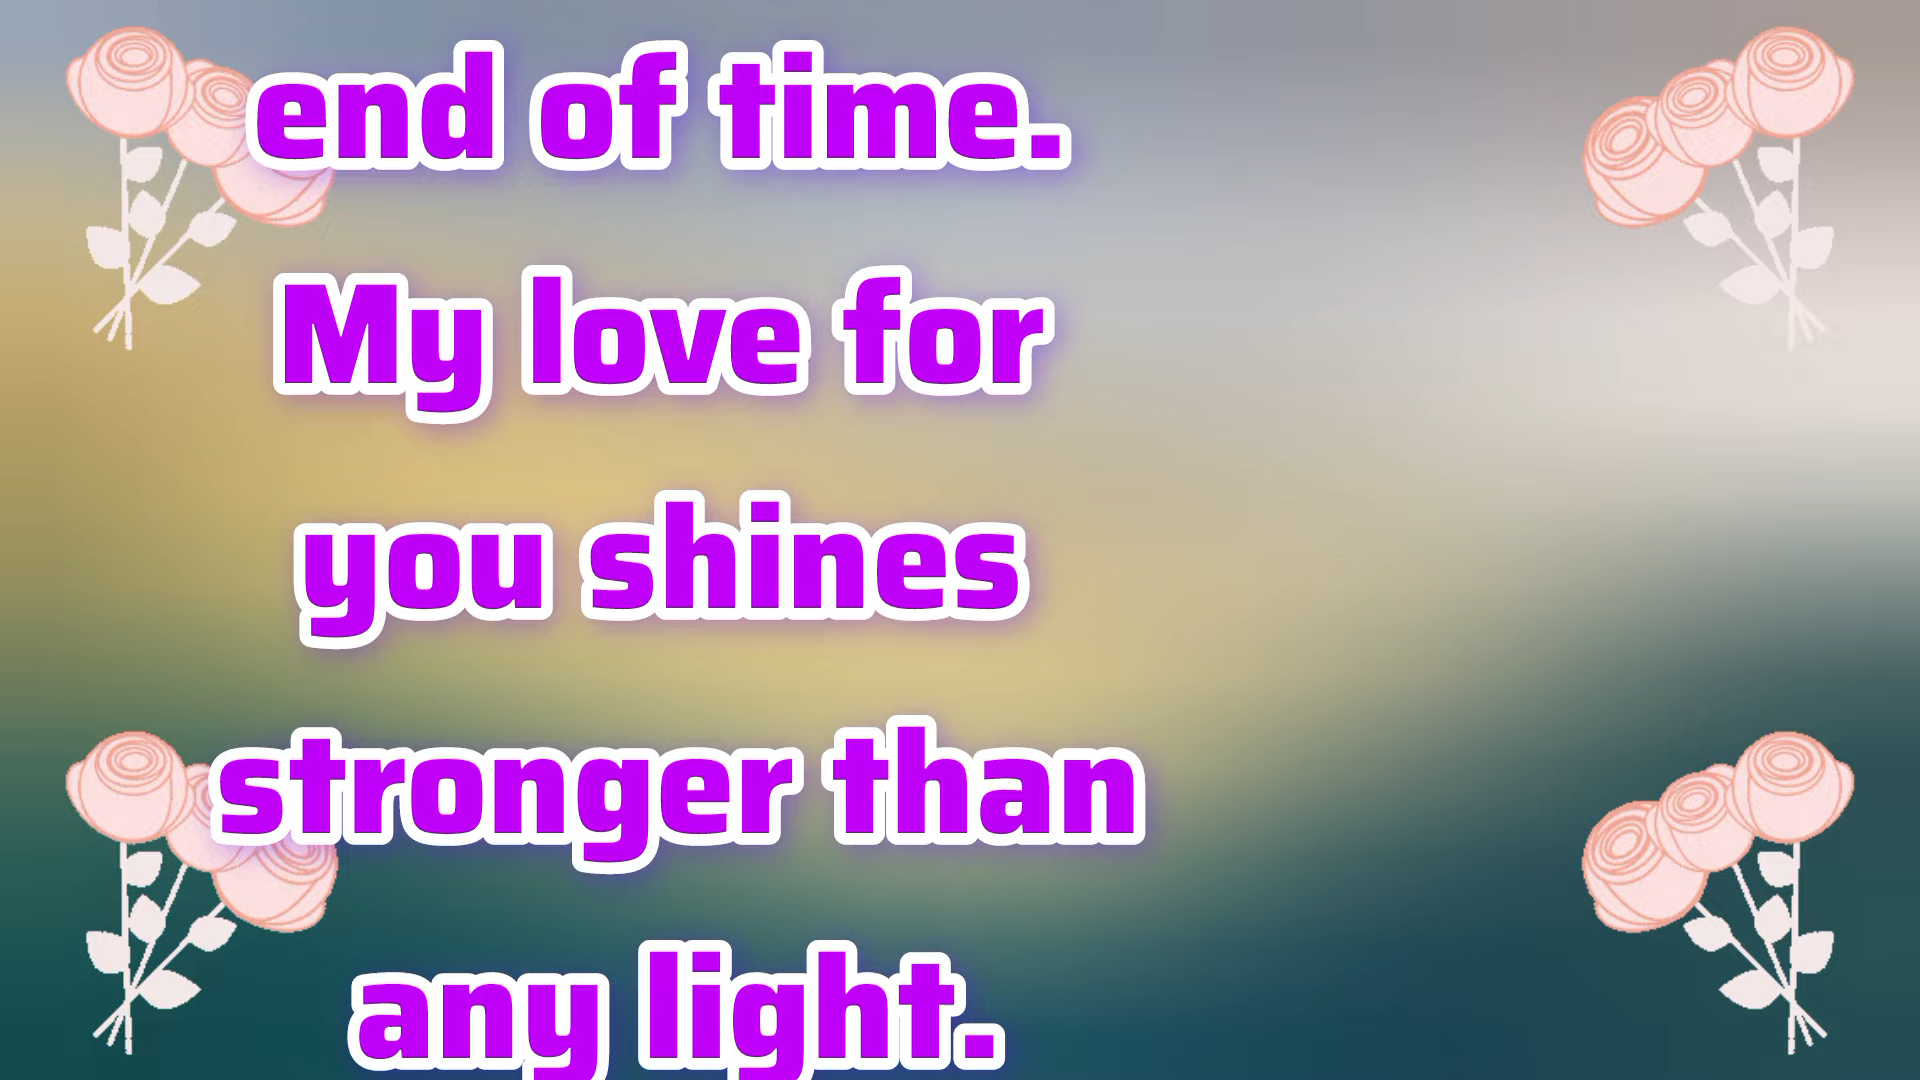 end of time.
My love for
you shines
stronger than
any light.